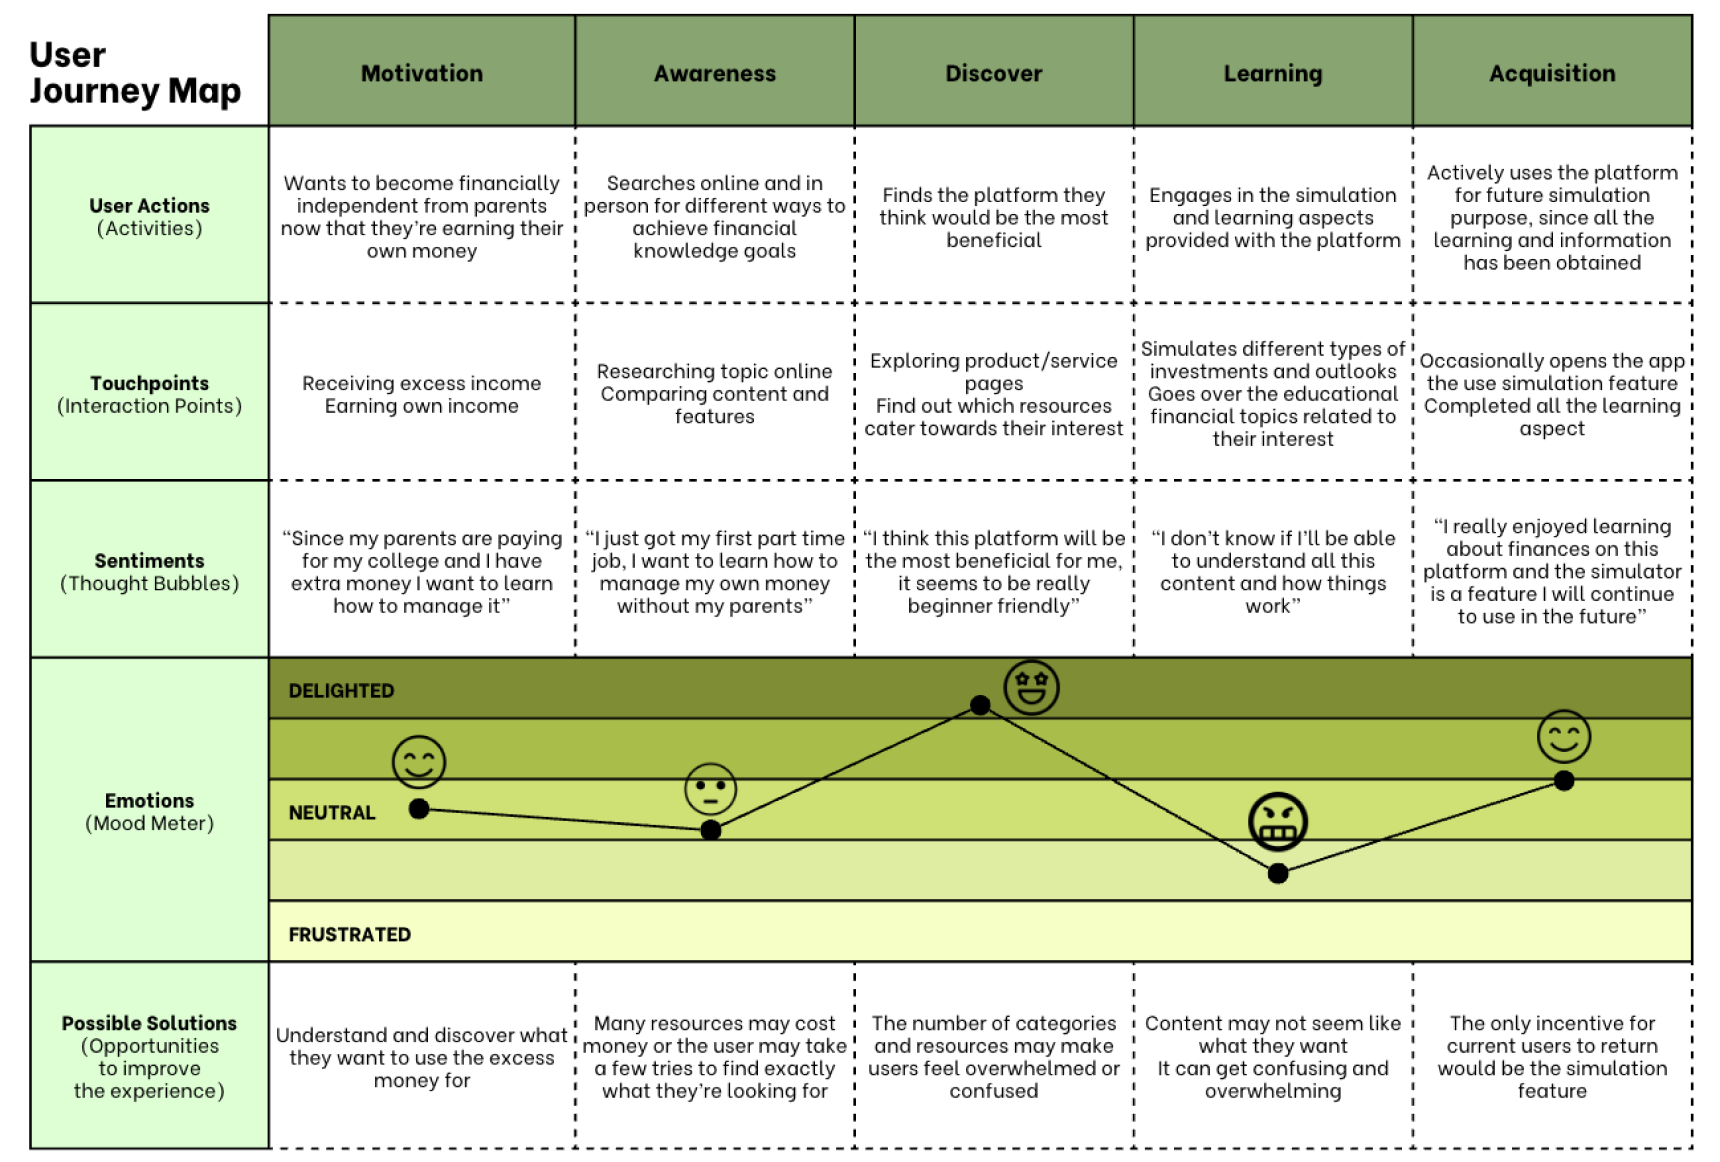 User
Journey Map
Motivation
Awareness
Discover
Learning
Acquisition
User Actions
(Activities)
Wants to become financially
independent from parents
now that they're earning their
own money
Searches online and in
person for different ways to
achieve financial
knowledge goals
Finds the platform they
think would be the most
beneficial
Engages in the simulation
and learning aspects
provided with the platform
Actively uses the platform
for future simulation
purpose, since all the
learning and information
has been obtained
Touchpoints
(Interaction Points)
Receiving excess income
Earning own income
Researching topic online
Comparing content and
features
Exploring product/service
pages
Find out which resources
cater towards their interest
Simulates different types of
investments and outlooks
Goes over the educational
financial topics related to
their interest
Occasionally opens the app
the use simulation feature
Completed all the learning
aspect
Sentiments
(Thought Bubbles)
“Since my parents are paying
for my college and I have
extra money I want to learn
how to manage it”
“I just got my first part time
job, I want to learn how to
manage my own money
without my parents”
“I think this platform will be
the most beneficial for me,
it seems to be really
beginner friendly”
“I don't know if I'll be able
to understand all this
content and how things
work”
“I really enjoyed learning
about finances on this
platform and the simulator
is a feature I will continue
to use in the future”
Emotions
(Mood Meter)
DELIGHTED
NEUTRAL
FRUSTRATED
Possible Solutions
(Opportunities
to improve
the experience)
Understand and discover what
they want to use the excess
money for
Many resources may cost
money or the user may take
a few tries to find exactly
what they're looking for
The number of categories
and resources may make
users feel overwhelmed or
confused
Content may not seem like
what they want
It can get confusing and
overwhelming
The only incentive for
current users to return
would be the simulation
feature